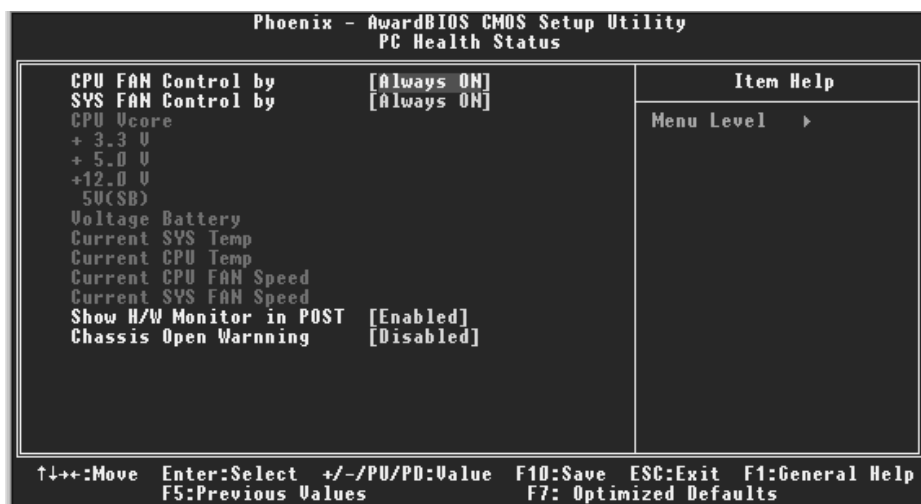 Phoenix – AwardBIOS CMOS Setup Utility
PC Health Status
CPU FAN Control by [Always ON]
SYS FAN Control by [Always ON]
CPU Vcore
+ 3.3 V
+ 5.0 V
+12.0 V
5V(SB)
Voltage Battery
Current SYS Temp
Current CPU Temp
Current CPU FAN Speed
Current SYS FAN Speed
Show H/W Monitor in POST [Enabled]
Chassis Open Warnning [Disabled]
Item Help
Menu Level ▸
↑↓→←:Move Enter:Select +/-/PU/PD:Value F10:Save ESC:Exit F1:General Help
F5:Previous Values F7: Optimized Defaults